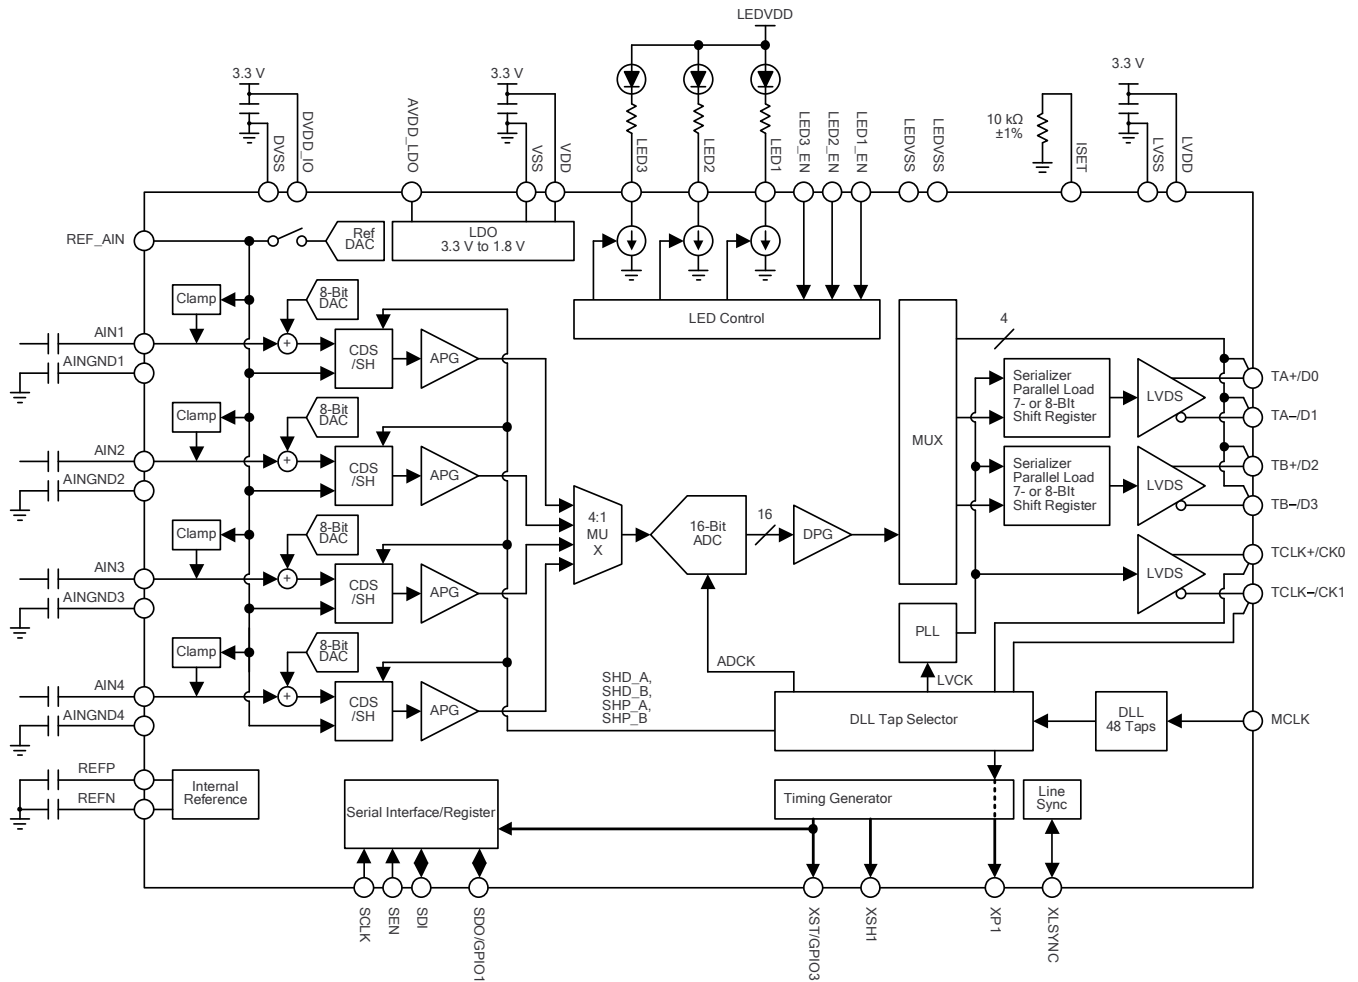 LEDVDD
3.3 V
3.3 V
3.3 V
DVSS
DVDD_IO
AVDD_LDO
VSS
VDD
LED3
LED2
LED1
LED3_EN
LED2_EN
LED1_EN
LEDVSS
LEDVSS
10 kΩ
±1%
ISET
LVSS
LVDD
REF_AIN
Ref
DAC
LDO
3.3 V to 1.8 V
Clamp
8-Bit
DAC
LED Control
4
AIN1
+
CDS
/SH
APG
AINGND1
Serializer
Parallel Load
7- or 8-BIt
Shift Register
LVDS
TA+/D0
TA–/D1
Clamp
8-Bit
DAC
MUX
AIN2
+
CDS
/SH
APG
AINGND2
Serializer
Parallel Load
7- or 8-BIt
Shift Register
LVDS
TB+/D2
TB–/D3
4:1
MU
X
16-Bit
ADC
16
DPG
Clamp
8-Bit
DAC
AIN3
+
CDS
/SH
APG
AINGND3
LVDS
TCLK+/CK0
TCLK–/CK1
PLL
Clamp
8-Bit
DAC
ADCK
LVCK
SHD_A,
SHD_B,
SHP_A,
SHP_B
AIN4
+
CDS
/SH
APG
AINGND4
DLL Tap Selector
DLL
48 Taps
MCLK
REFP
REFN
Internal
Reference
Serial Interface/Register
Timing Generator
Line
Sync
SCLK
SEN
SDI
SDO/GPIO1
XST/GPIO3
XSH1
XP1
XLSYNC